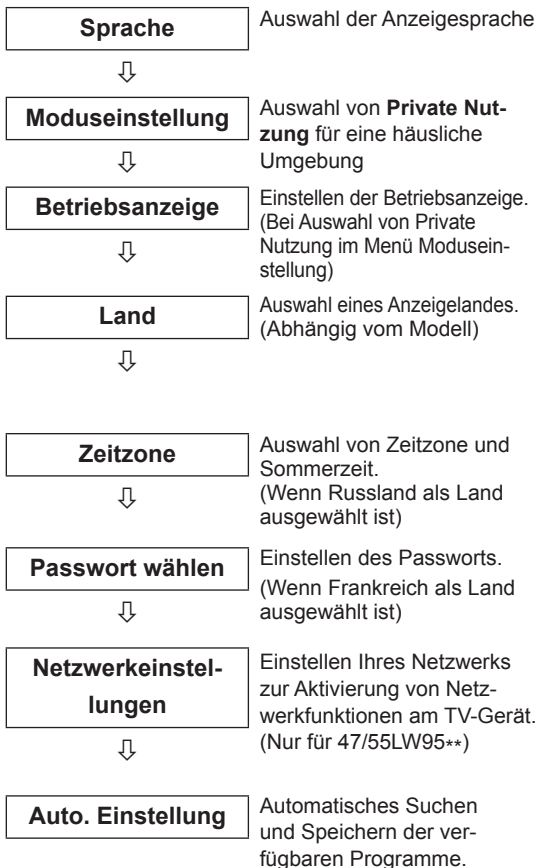 Sprache
Auswahl der Anzeigesprache
⇩
Moduseinstellung
Auswahl von Private Nut-
zung für eine häusliche
Umgebung
⇩
Betriebsanzeige
Einstellen der Betriebsanzeige.
(Bei Auswahl von Private
Nutzung im Menü Modusein-
stellung)
⇩
Land
Auswahl eines Anzeigelandes.
(Abhängig vom Modell)
⇩
Zeitzone
Auswahl von Zeitzone und
Sommerzeit.
(Wenn Russland als Land
ausgewählt ist)
⇩
Passwort wählen
Einstellen des Passworts.
(Wenn Frankreich als Land
ausgewählt ist)
⇩
Netzwerkeinstel-
lungen
Einstellen Ihres Netzwerks
zur Aktivierung von Netz-
werkfunktionen am TV-Gerät.
(Nur für 47/55LW95**)
⇩
Auto. Einstellung
Automatisches Suchen
und Speichern der ver-
fügbaren Programme.